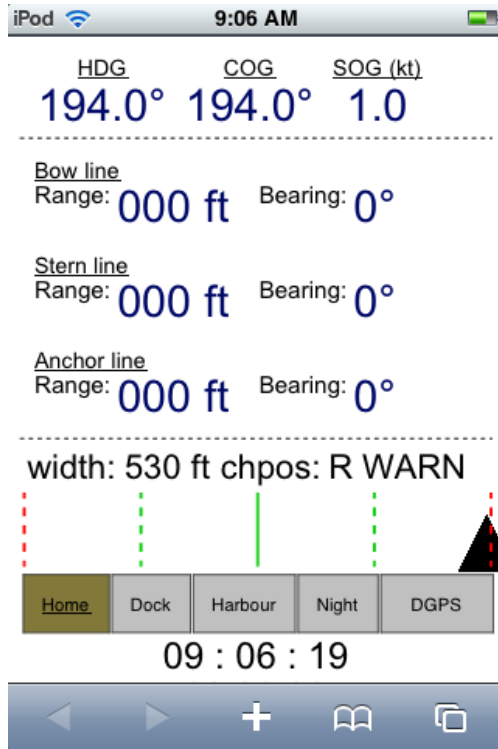 iPod 9:06 AM
HDG COG SOG (kt)
194.0° 194.0° 1.0
Bow line
Range: 000 ft Bearing: 0°
Stern line
Range: 000 ft Bearing: 0°
Anchor line
Range: 000 ft Bearing: 0°
width: 530 ft chpos: R WARN
Home Dock Harbour Night DGPS
09 : 06 : 19